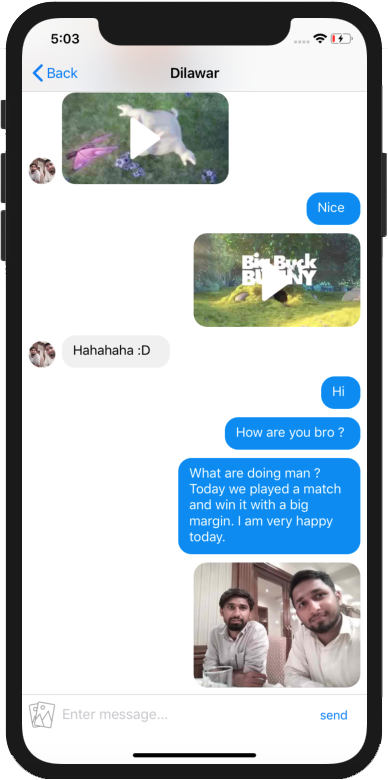 5:03
Back
Dilawar
Nice
Big Buck
BUNNY
Hahahaha :D
Hi
How are you bro ?
What are doing man ?
Today we played a match
and win it with a big
margin. I am very happy
today.
Enter message...
send